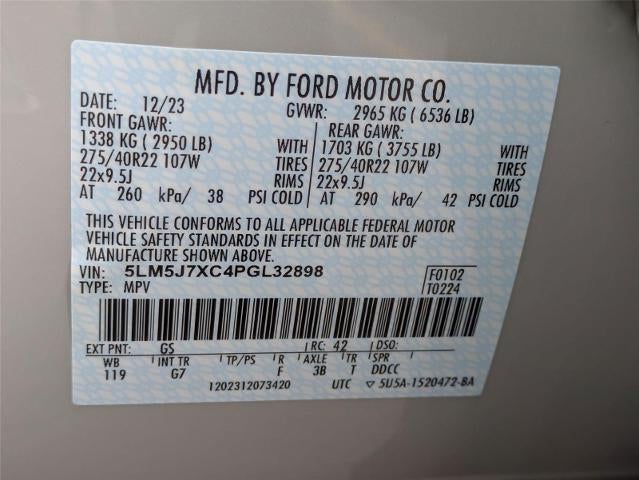 MFD. BY FORD MOTOR CO.
DATE: 12/23 GVWR: 2965 KG ( 6536 LB)
FRONT GAWR: REAR GAWR:
1338 KG ( 2950 LB) WITH 1703 KG ( 3755 LB) WITH
275/40R22 107W TIRES 275/40R22 107W TIRES
22x9.5J RIMS 22x9.5J RIMS
AT 260 kPa/ 38 PSI COLD AT 290 kPa/ 42 PSI COLD
THIS VEHICLE CONFORMS TO ALL APPLICABLE FEDERAL MOTOR
VEHICLE SAFETY STANDARDS IN EFFECT ON THE DATE OF
MANUFACTURE SHOWN ABOVE.
VIN: 5LM5J7XC4PGL32898 F0102
TYPE: MPV T0224
EXT PNT: GS RC: 42 DSO:
WB INT TR TP/PS R AXLE TR SPR
119 G7 F 3B T DDCC
1202312073420 UTC ▽ 5U5A-1520472-BA